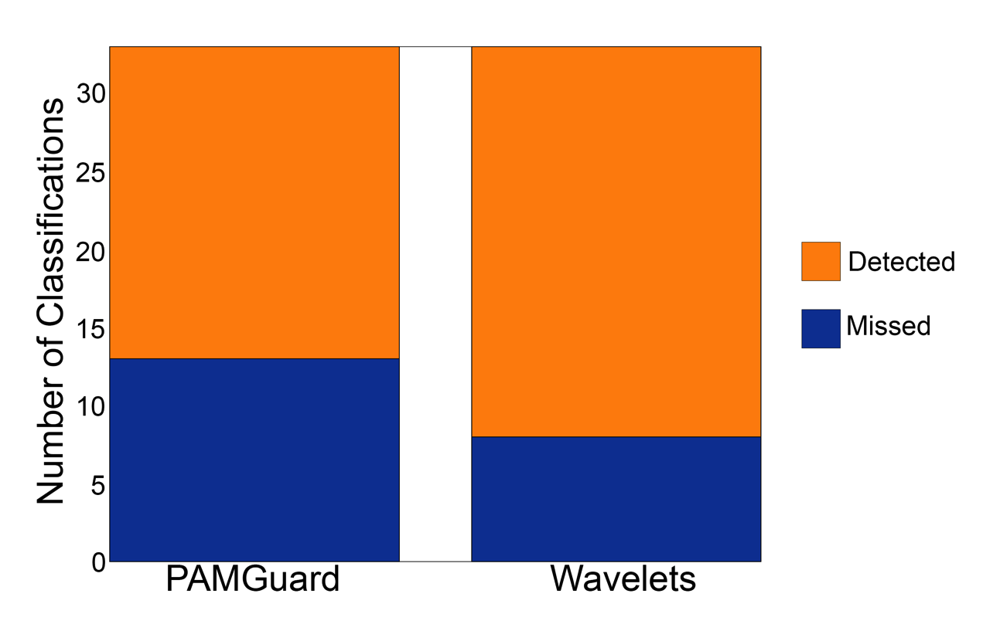 Number of Classifications
30
25
20
15
10
5
0
PAMGuard
Wavelets
Detected
Missed